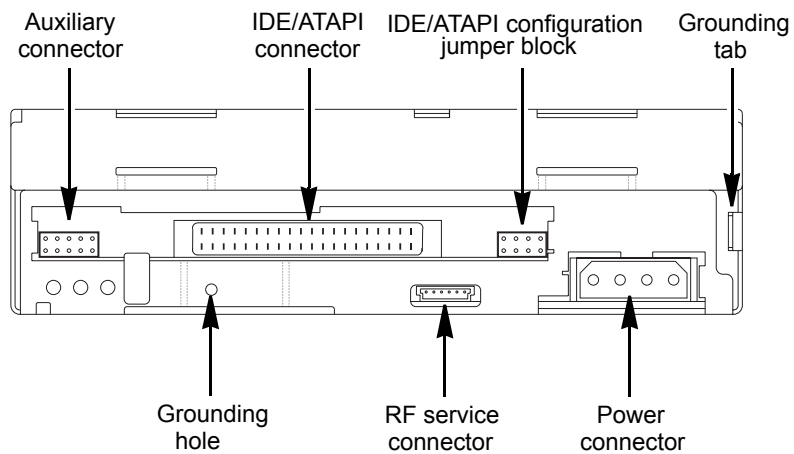 Auxiliary
connector
IDE/ATAPI
connector
IDE/ATAPI configuration
jumper block
Grounding
tab
Grounding
hole
RF service
connector
Power
connector